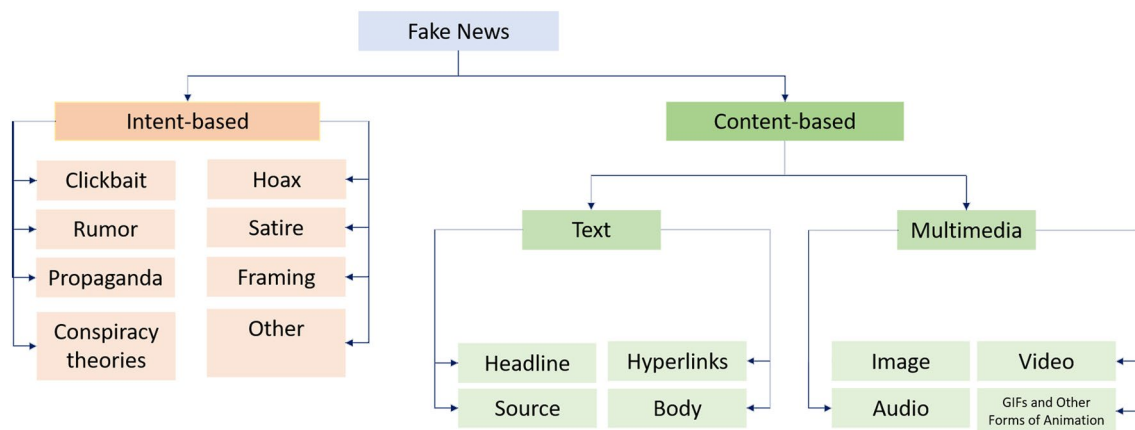 Fake News
Intent-based
Content-based
Clickbait
Hoax
Rumor
Satire
Propaganda
Framing
Conspiracy
theories
Other
Text
Multimedia
Headline
Hyperlinks
Source
Body
Image
Video
Audio
GIFs and Other
Forms of Animation